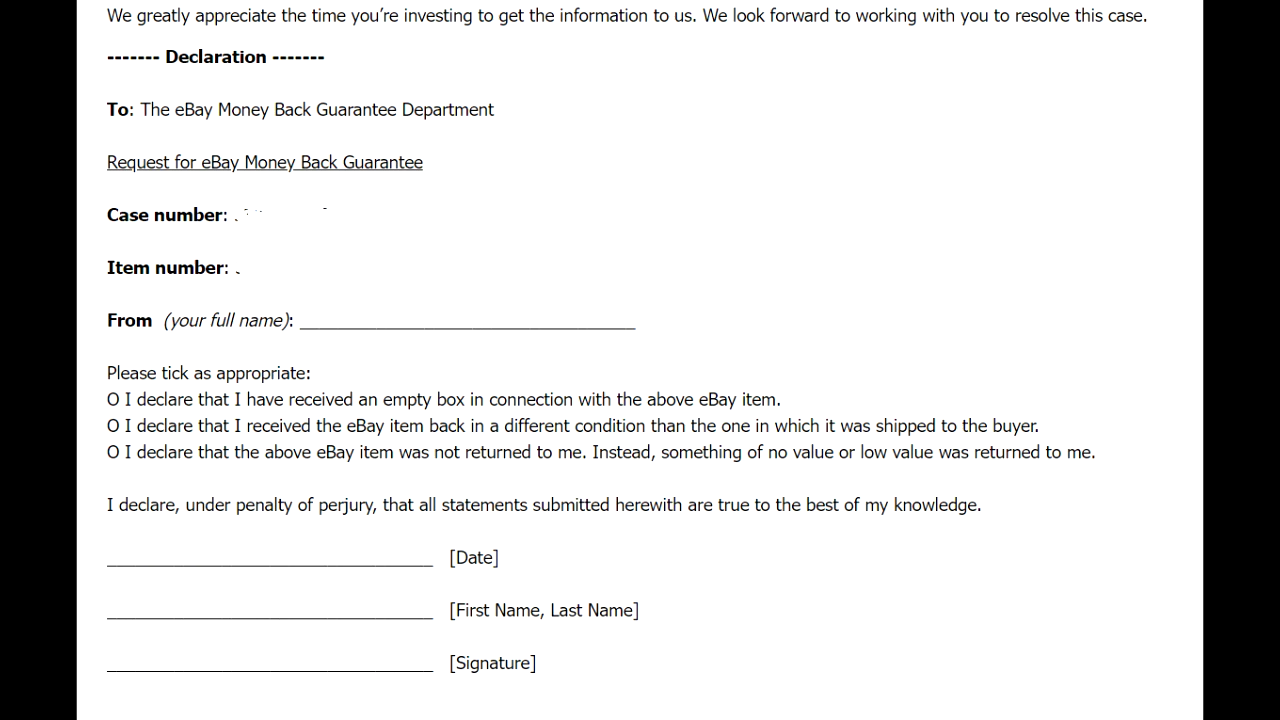 We greatly appreciate the time you're investing to get the information to us. We look forward to working with you to resolve this case.
------- Declaration -------
To: The eBay Money Back Guarantee Department
Request for eBay Money Back Guarantee
Case number:
Item number:
From (your full name): ___________________________________
Please tick as appropriate:
O I declare that I have received an empty box in connection with the above eBay item.
O I declare that I received the eBay item back in a different condition than the one in which it was shipped to the buyer.
O I declare that the above eBay item was not returned to me. Instead, something of no value or low value was returned to me.
I declare, under penalty of perjury, that all statements submitted herewith are true to the best of my knowledge.
__________________________________ [Date]
__________________________________ [First Name, Last Name]
__________________________________ [Signature]